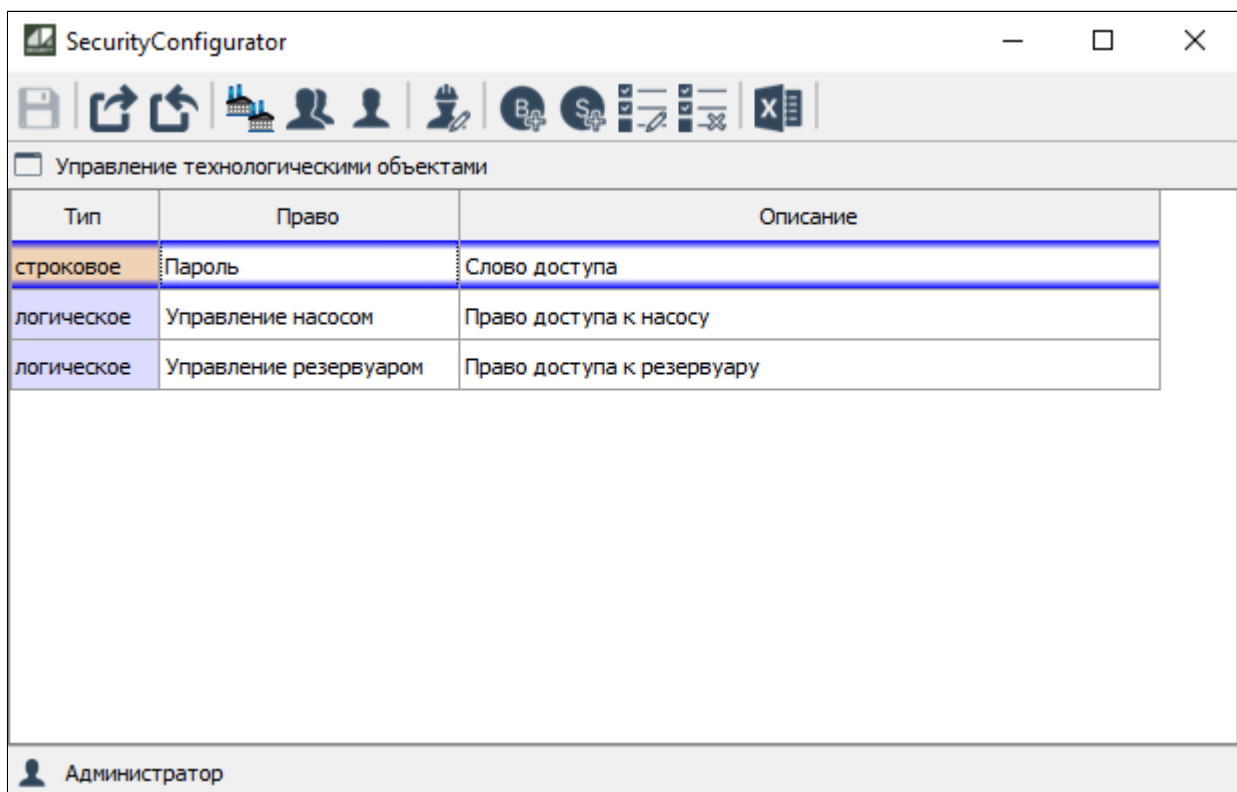 SecurityConfigurator
B S X
Управление технологическими объектами
Тип Право Описание
строковое Пароль Слово доступа
логическое Управление насосом Право доступа к насосу
логическое Управление резервуаром Право доступа к резервуару
Администратор